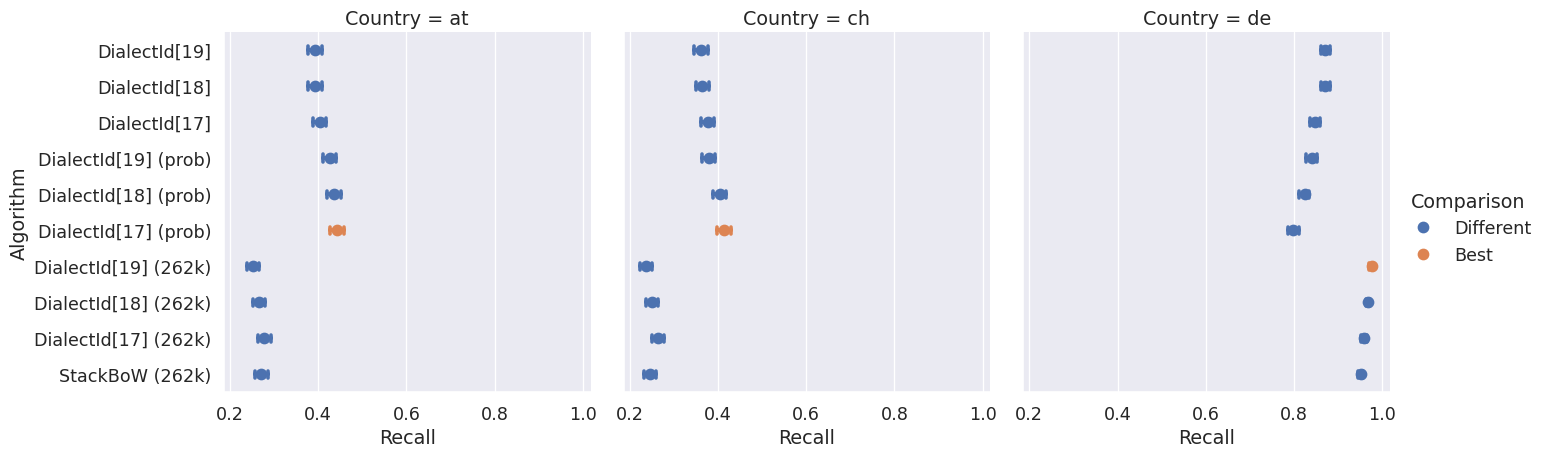 Country = at
Country = ch
Country = de
Algorithm
DialectId[19]
DialectId[18]
DialectId[17]
DialectId[19] (prob)
DialectId[18] (prob)
DialectId[17] (prob)
DialectId[19] (262k)
DialectId[18] (262k)
DialectId[17] (262k)
StackBoW (262k)
0.2 0.4 0.6 0.8 1.0
Recall
0.2 0.4 0.6 0.8 1.0
Recall
0.2 0.4 0.6 0.8 1.0
Recall
Comparison
Different
Best